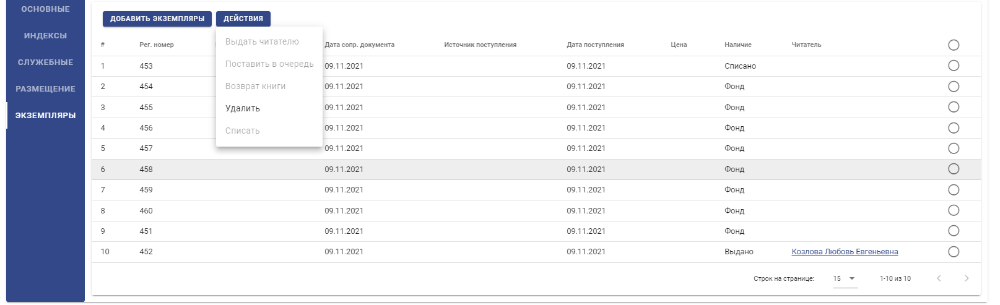 ОСНОВНЫЕ
ИНДЕКСЫ
СЛУЖЕБНЫЕ
РАЗМЕЩЕНИЕ
ЭКЗЕМПЛЯРЫ
ДОБАВИТЬ ЭКЗЕМПЛЯРЫ ДЕЙСТВИЯ
Выдать читателю
Поставить в очередь
Возврат книги
Удалить
Списать
# Рег. номер Дата сопр. документа Источник поступления Дата поступления Цена Наличие Читатель
1 453 09.11.2021 09.11.2021 Списано
2 454 09.11.2021 09.11.2021 Фонд
3 455 09.11.2021 09.11.2021 Фонд
4 456 09.11.2021 09.11.2021 Фонд
5 457 09.11.2021 09.11.2021 Фонд
6 458 09.11.2021 09.11.2021 Фонд
7 459 09.11.2021 09.11.2021 Фонд
8 460 09.11.2021 09.11.2021 Фонд
9 451 09.11.2021 09.11.2021 Фонд
10 452 09.11.2021 09.11.2021 Выдано Козлова Любовь Евгеньевна
Строк на странице: 15 1-10 из 10